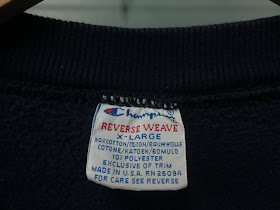 Champion
REVERSE WEAVE
X-LARGE
90%COTTON/COTON/BAUMWOLLE
COTONE/KATOEN/BOMULD
10% POLYESTER
EXCLUSIVE OF TRIM
MADE IN U.S.A. RN 26094
FOR CARE SEE REVERSE